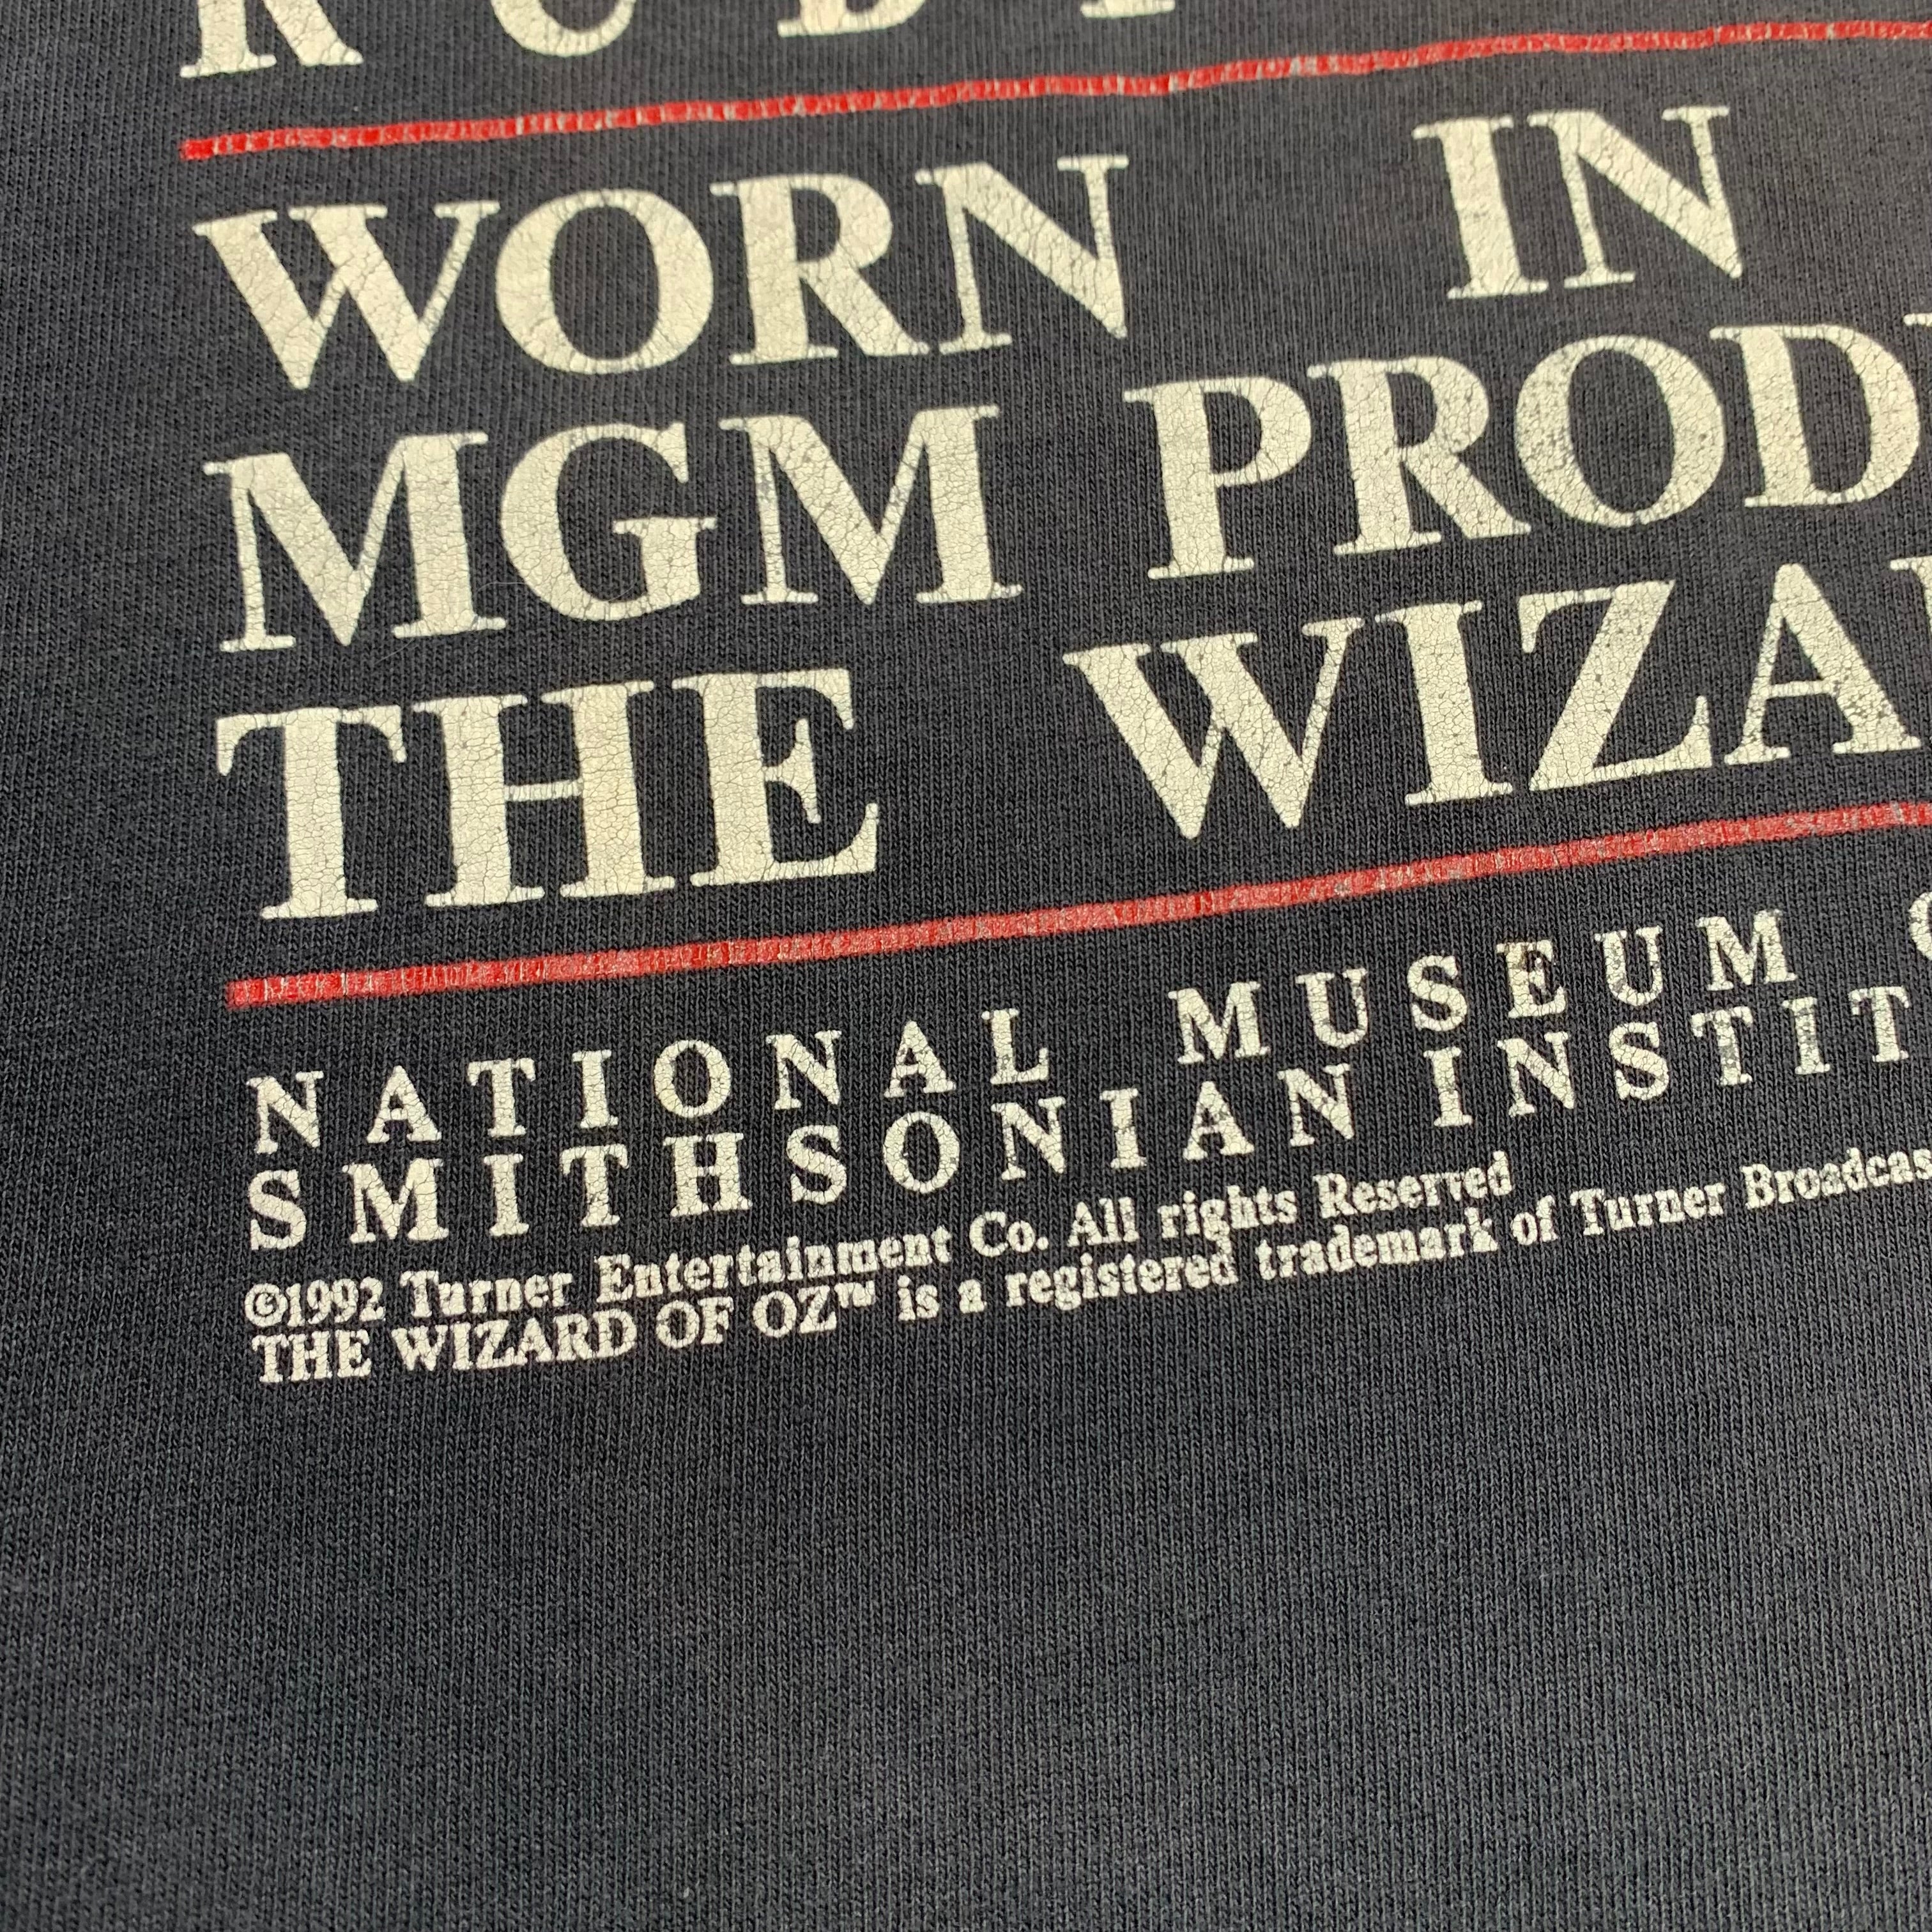 RUBY
WORN IN
MGM PROD
THE WIZA
NATIONAL MUSEUM
SMITHSONIAN INSTIT
©1992 Turner Entertainment Co. All rights Reserved
THE WIZARD OF OZ™ is a registered trademark of Turner Broadcas